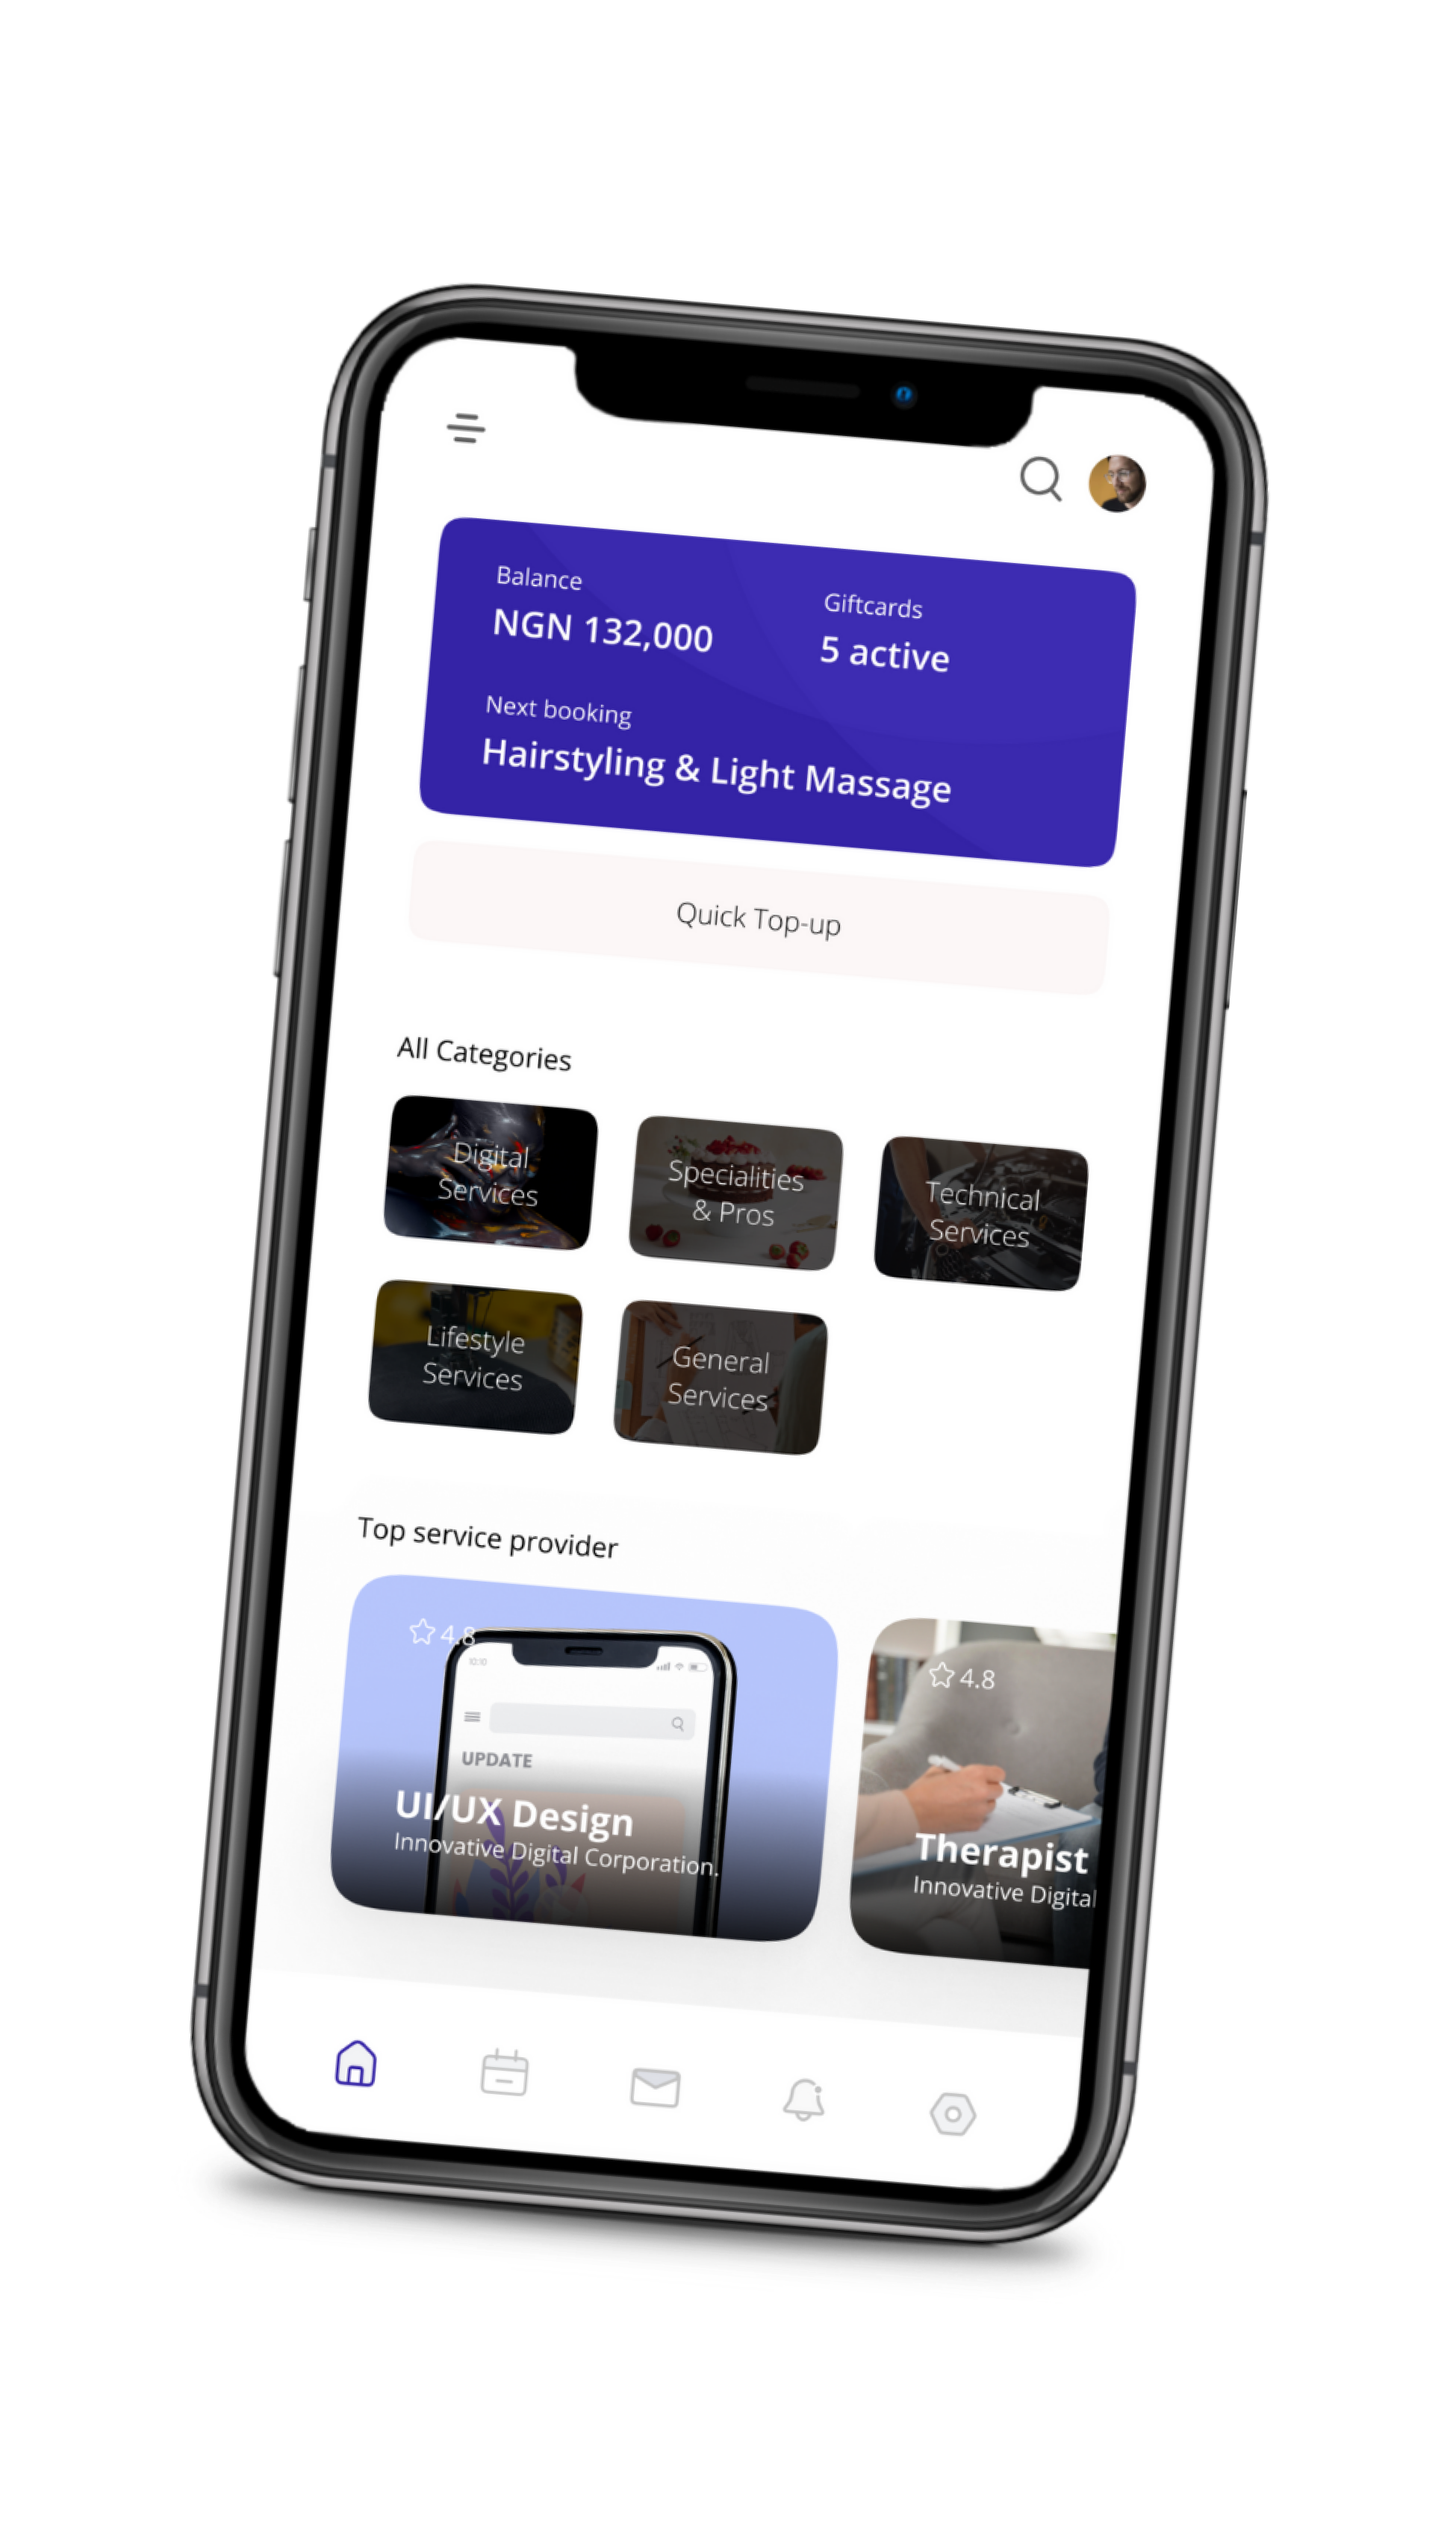 Balance
NGN 132,000
Giftcards
5 active
Next booking
Hairstyling & Light Massage
Quick Top-up
All Categories
Digital
Services
Specialities
& Pros
Technical
Services
Lifestyle
Services
General
Services
Top service provider
4.8
10:10
UPDATE
UI/UX Design
Innovative Digital Corporation.
4.8
Therapist
Innovative Digital